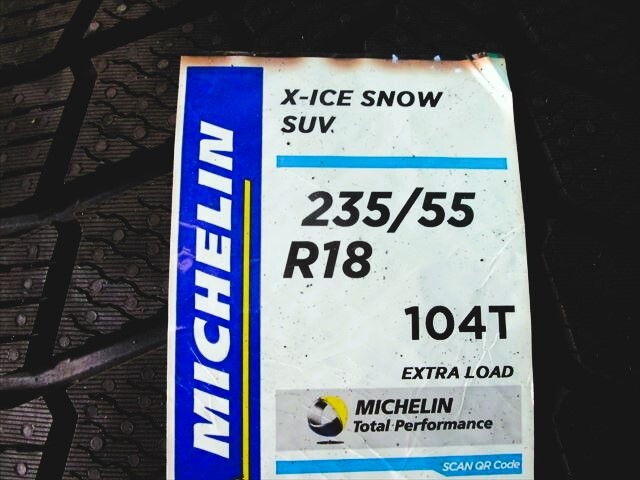 MICHELIN
X-ICE SNOW
SUV
235/55
R18
104T
EXTRA LOAD
MICHELIN
Total Performance
SCAN QR Code